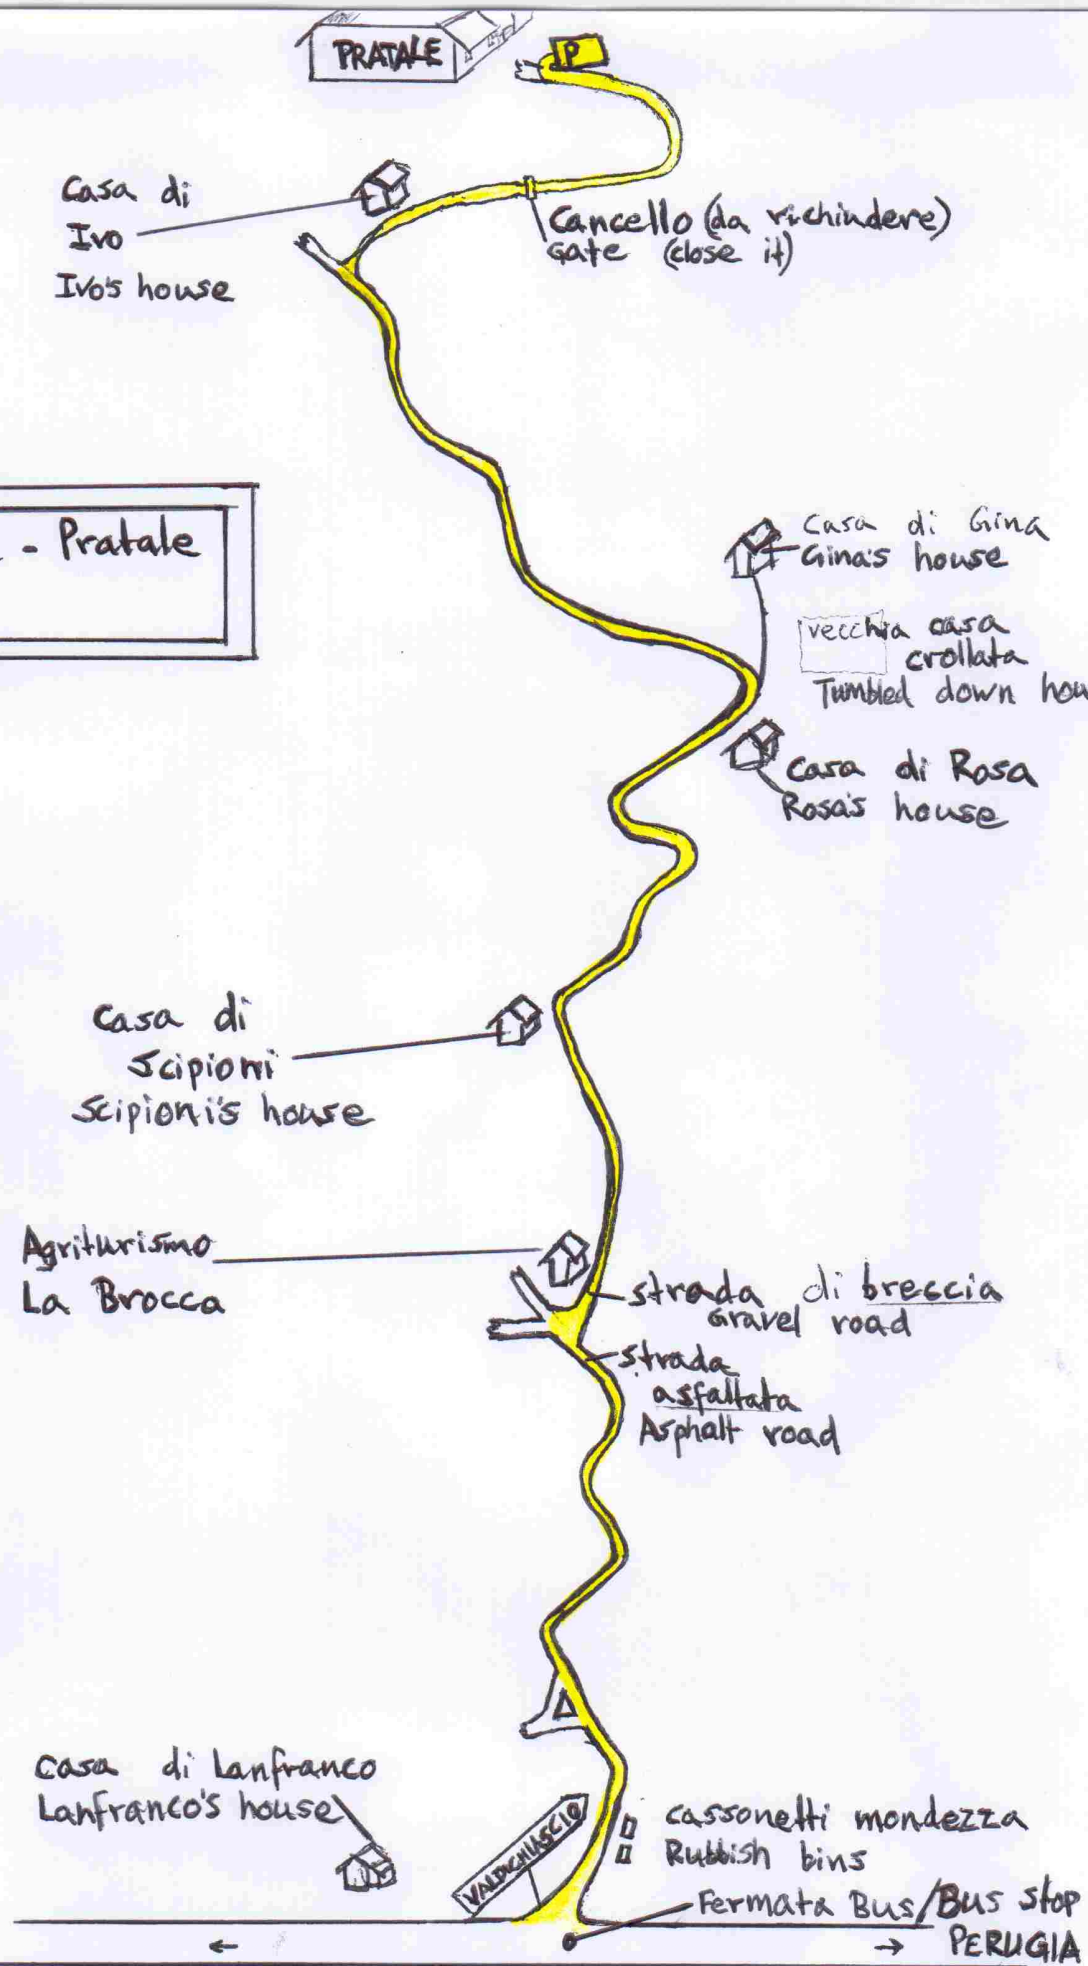 PRATALE
P
Casa di
Ivo
Ivo's house
Cancello (da richindere)
Gate (close it)
- Pratale
Casa di Gina
Gina's house
vecchia casa
crollata
Tumbled down hou
Casa di Rosa
Rosa's house
Casa di
Scipioni
Scipioni's house
Agriturismo
La Brocca
strada di breccia
Gravel road
strada
asfaltata
Asphalt road
Casa di Lanfranco
Lanfranco's house
VALDICHIASCIO
cassonetti mondezza
Rubbish bins
Fermata Bus/Bus stop
← → PERUGIA